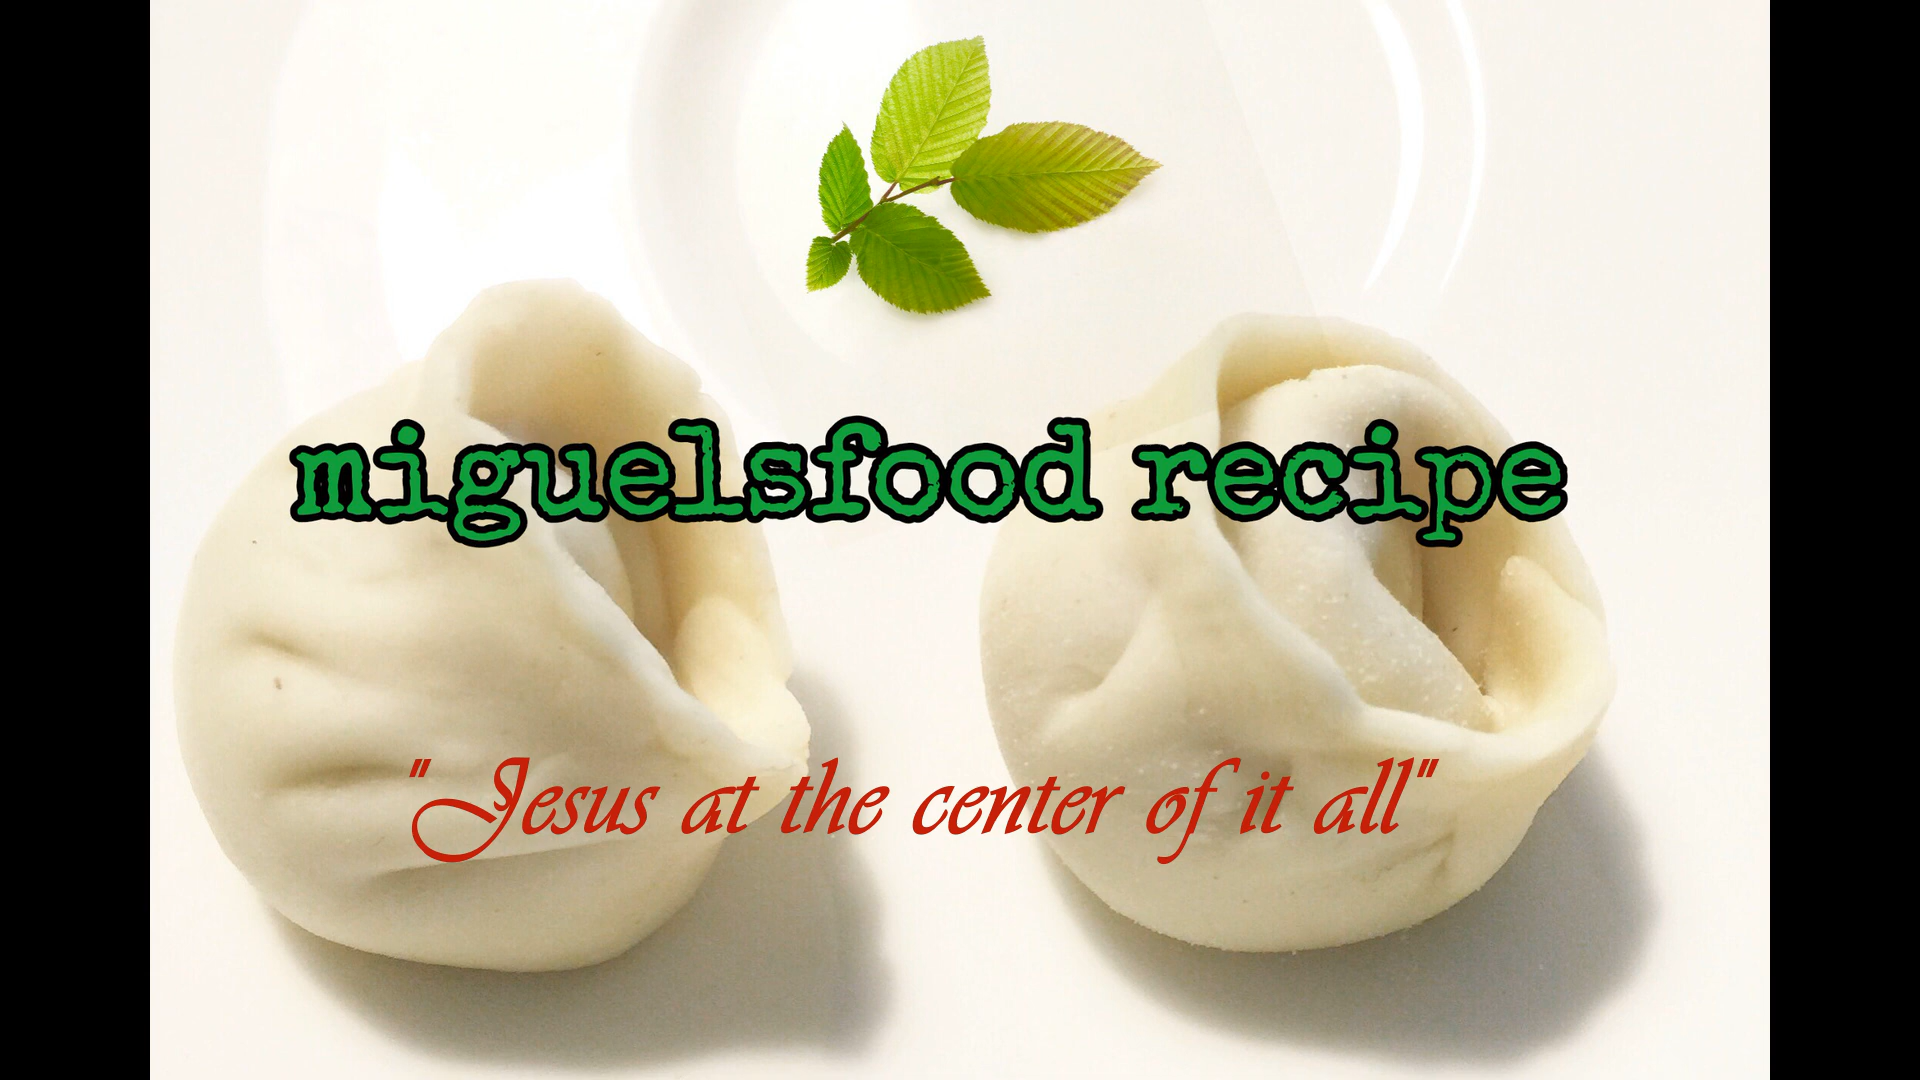 miguelsfood recipe
"Jesus at the center of it all"